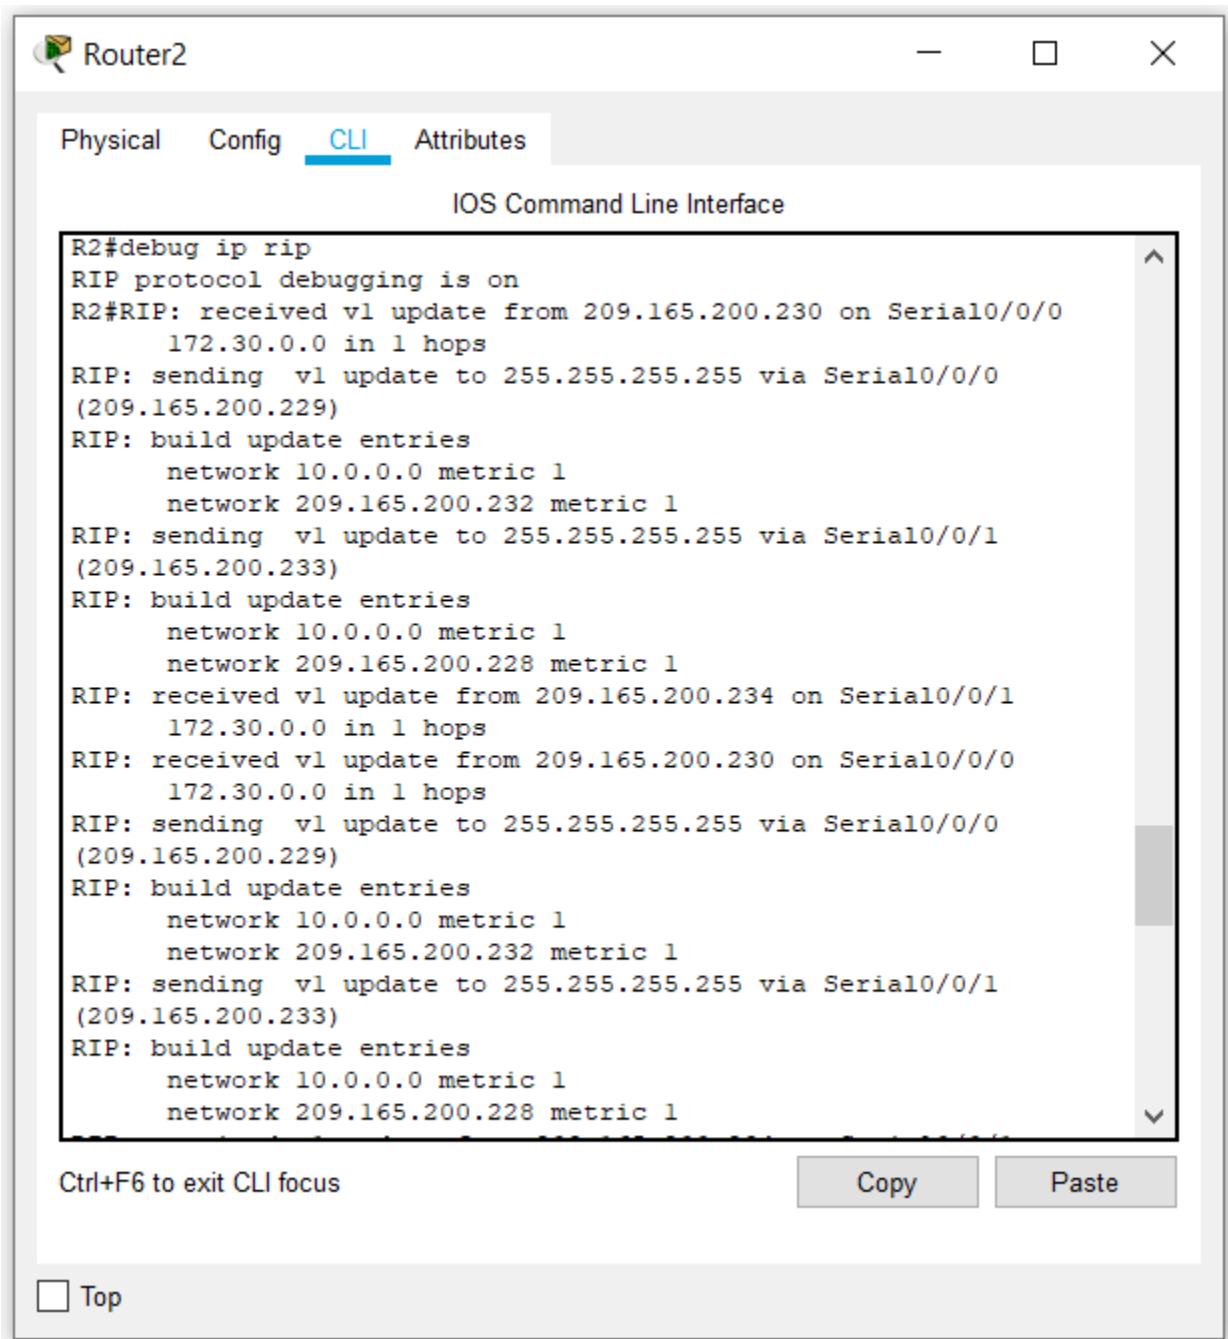 Router2
Physical Config CLI Attributes
IOS Command Line Interface
R2#debug ip rip
RIP protocol debugging is on
R2#RIP: received v1 update from 209.165.200.230 on Serial0/0/0
172.30.0.0 in 1 hops
RIP: sending  v1 update to 255.255.255.255 via Serial0/0/0
(209.165.200.229)
RIP: build update entries
network 10.0.0.0 metric 1
network 209.165.200.232 metric 1
RIP: sending  v1 update to 255.255.255.255 via Serial0/0/1
(209.165.200.233)
RIP: build update entries
network 10.0.0.0 metric 1
network 209.165.200.228 metric 1
RIP: received v1 update from 209.165.200.234 on Serial0/0/1
172.30.0.0 in 1 hops
RIP: received v1 update from 209.165.200.230 on Serial0/0/0
172.30.0.0 in 1 hops
RIP: sending  v1 update to 255.255.255.255 via Serial0/0/0
(209.165.200.229)
RIP: build update entries
network 10.0.0.0 metric 1
network 209.165.200.232 metric 1
RIP: sending  v1 update to 255.255.255.255 via Serial0/0/1
(209.165.200.233)
RIP: build update entries
network 10.0.0.0 metric 1
network 209.165.200.228 metric 1
Ctrl+F6 to exit CLI focus
Copy Paste
Top